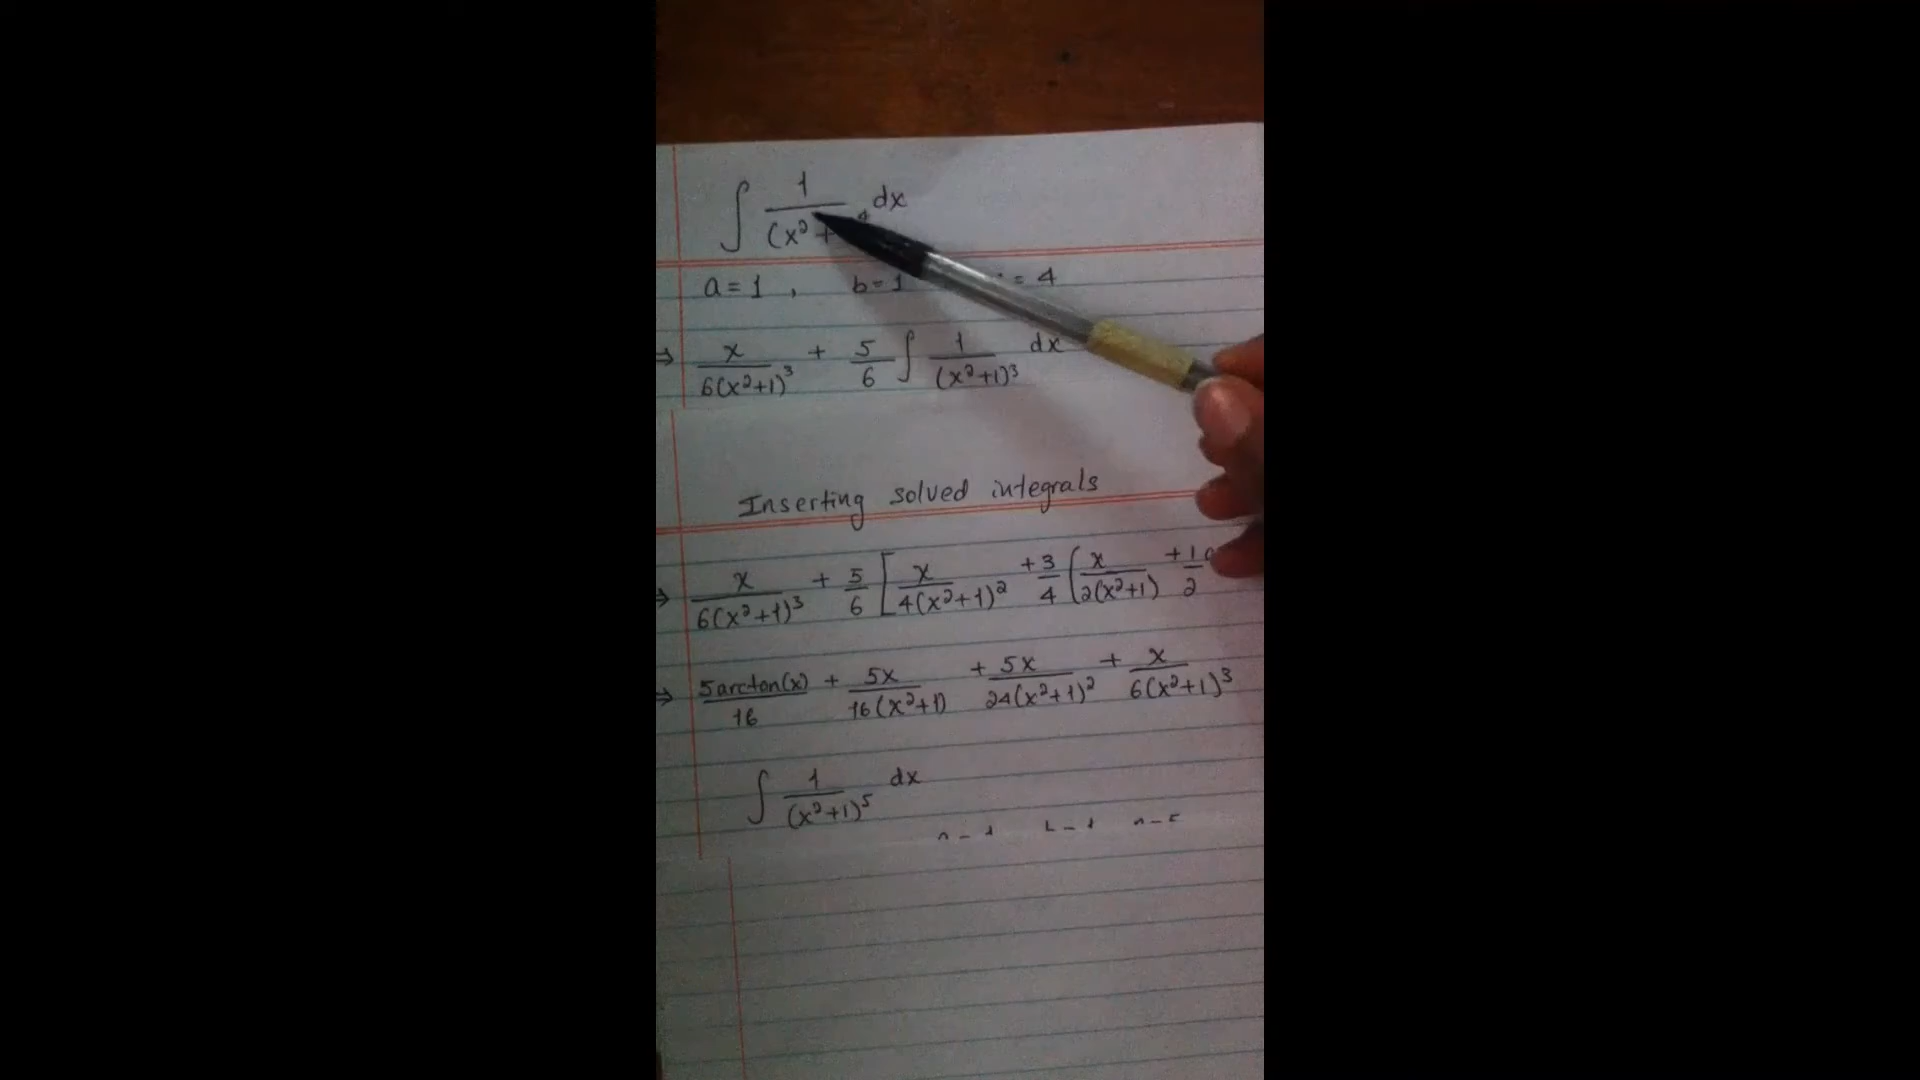 ∫ 1/(x²+ ⁴ dx
a = 1 , b = 1 = 4
⇒ x/6(x²+1)³ + 5/6 ∫ 1/(x²+1)³ dx
Inserting solved integrals
⇒ x/6(x²+1)³ + 5/6 [ x/4(x²+1)² + 3/4 ( x/2(x²+1) + 1/2
⇒ 5arctan(x)/16 + 5x/16(x²+1) + 5x/24(x²+1)² + x/6(x²+1)³
∫ 1/(x²+1)⁵ dx